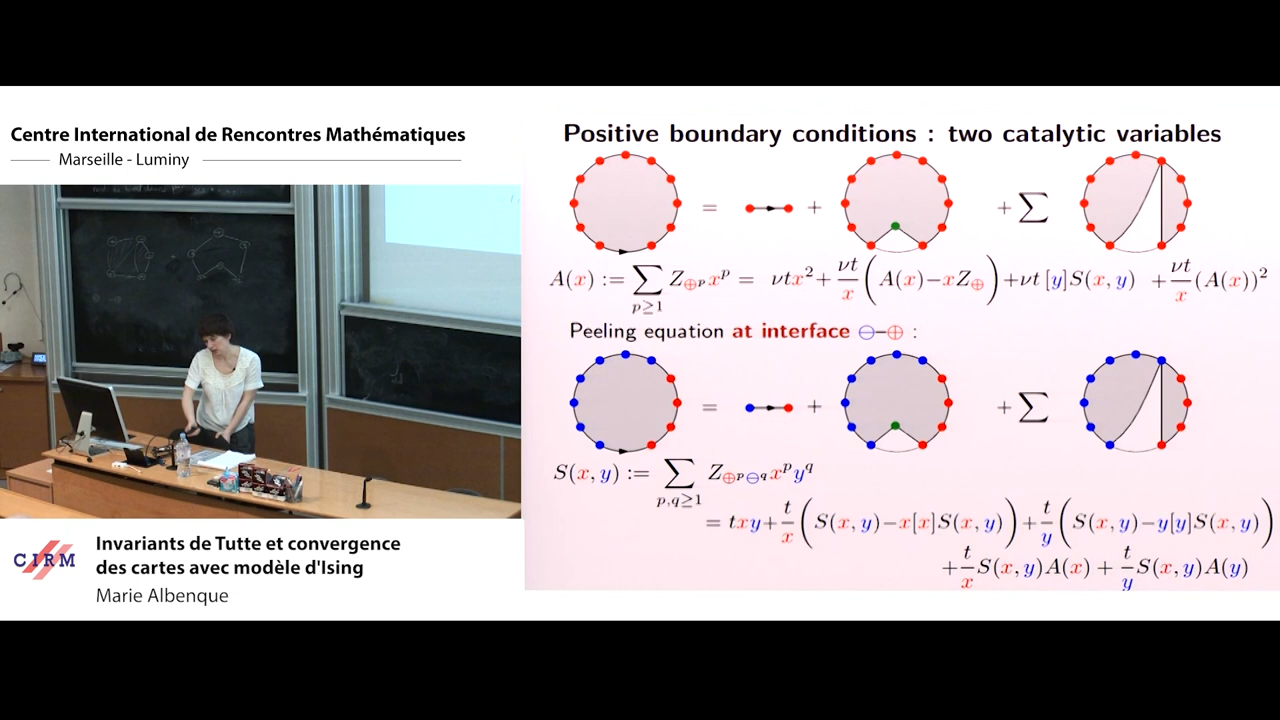 Centre International de Rencontres Mathématiques
Marseille - Luminy
Positive boundary conditions : two catalytic variables
= + + ∑
A(x) := ∑_{p≥1} Z_{⊕^p} x^p = νtx² + νt/x (A(x)−xZ_⊕) + νt [y]S(x, y) + νt/x (A(x))²
Peeling equation at interface ⊖–⊕ :
= + + ∑
S(x, y) := ∑_{p,q≥1} Z_{⊕^p⊖^q} x^p y^q
= txy + t/x (S(x, y)−x[x]S(x, y)) + t/y (S(x, y)−y[y]S(x, y))
+ t/x S(x, y)A(x) + t/y S(x, y)A(y)
CIRM
Invariants de Tutte et convergence
des cartes avec modèle d'Ising
Marie Albenque